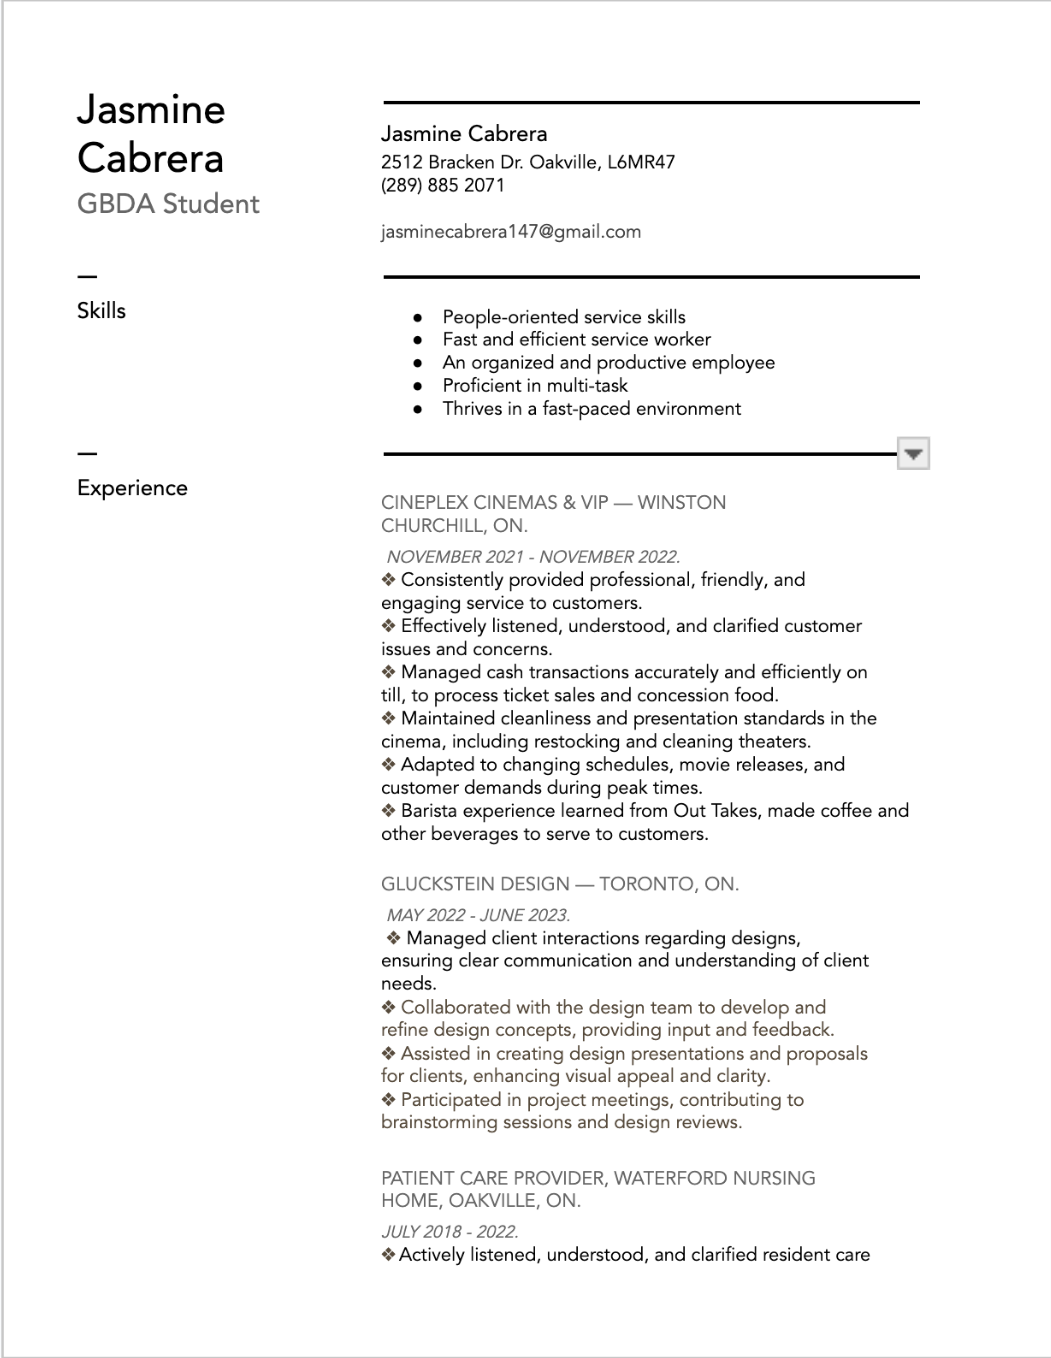 Jasmine
Cabrera
GBDA Student
Jasmine Cabrera
2512 Bracken Dr. Oakville, L6MR47
(289) 885 2071
jasminecabrera147@gmail.com
—
Skills
● People-oriented service skills
● Fast and efficient service worker
● An organized and productive employee
● Proficient in multi-task
● Thrives in a fast-paced environment
—
Experience
CINEPLEX CINEMAS & VIP — WINSTON
CHURCHILL, ON.
NOVEMBER 2021 - NOVEMBER 2022.
❖ Consistently provided professional, friendly, and
engaging service to customers.
❖ Effectively listened, understood, and clarified customer
issues and concerns.
❖ Managed cash transactions accurately and efficiently on
till, to process ticket sales and concession food.
❖ Maintained cleanliness and presentation standards in the
cinema, including restocking and cleaning theaters.
❖ Adapted to changing schedules, movie releases, and
customer demands during peak times.
❖ Barista experience learned from Out Takes, made coffee and
other beverages to serve to customers.
GLUCKSTEIN DESIGN — TORONTO, ON.
MAY 2022 - JUNE 2023.
❖ Managed client interactions regarding designs,
ensuring clear communication and understanding of client
needs.
❖ Collaborated with the design team to develop and
refine design concepts, providing input and feedback.
❖ Assisted in creating design presentations and proposals
for clients, enhancing visual appeal and clarity.
❖ Participated in project meetings, contributing to
brainstorming sessions and design reviews.
PATIENT CARE PROVIDER, WATERFORD NURSING
HOME, OAKVILLE, ON.
JULY 2018 - 2022.
❖ Actively listened, understood, and clarified resident care